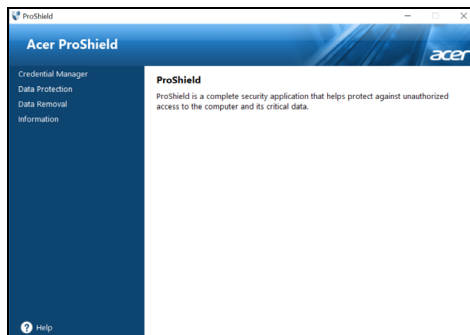 ProShield
Acer ProShield
acer
Credential Manager
Data Protection
Data Removal
Information
ProShield
ProShield is a complete security application that helps protect against unauthorized
access to the computer and its critical data.
? Help